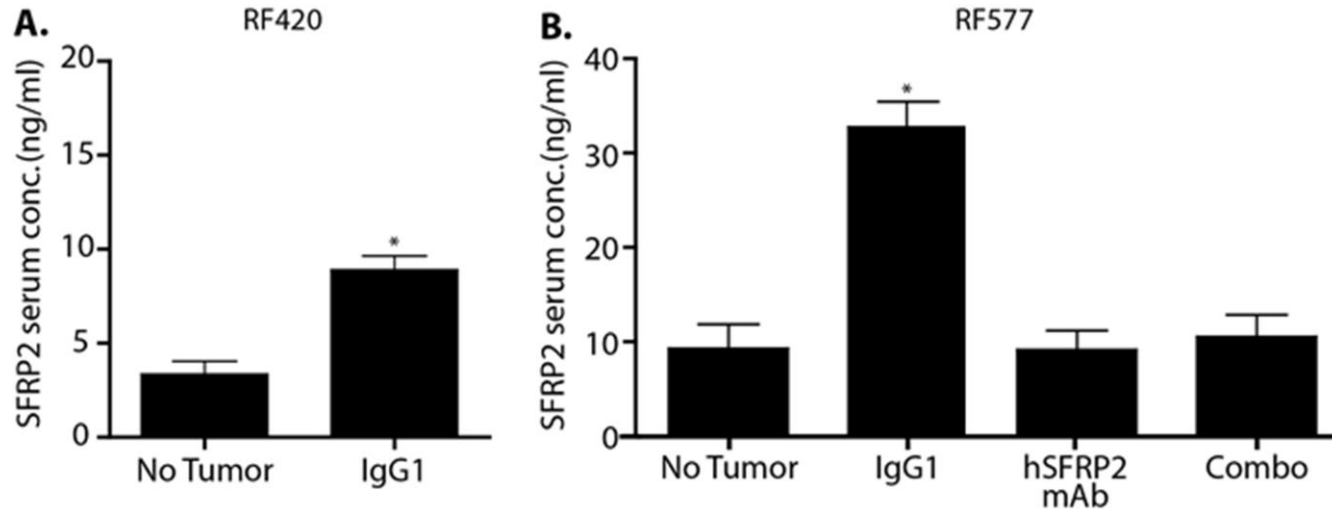 A.
RF420
SFRP2 serum conc.(ng/ml)
20
15
10
5
0
*
No Tumor
IgG1
B.
RF577
SFRP2 serum conc.(ng/ml)
40
30
20
10
0
*
No Tumor
IgG1
hSFRP2
mAb
Combo